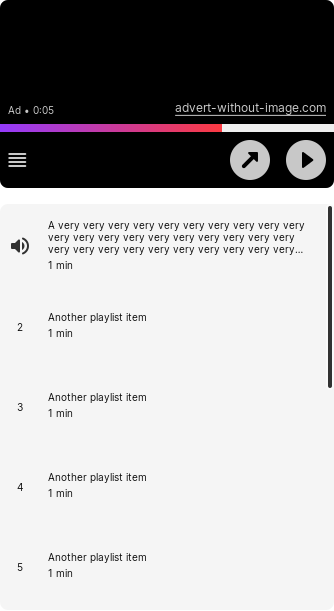 Ad • 0:05
advert-without-image.com
A very very very very very very very very very
very very very very very very very very very very
very very very very very very very very very very...
1 min
2
Another playlist item
1 min
3
Another playlist item
1 min
4
Another playlist item
1 min
5
Another playlist item
1 min